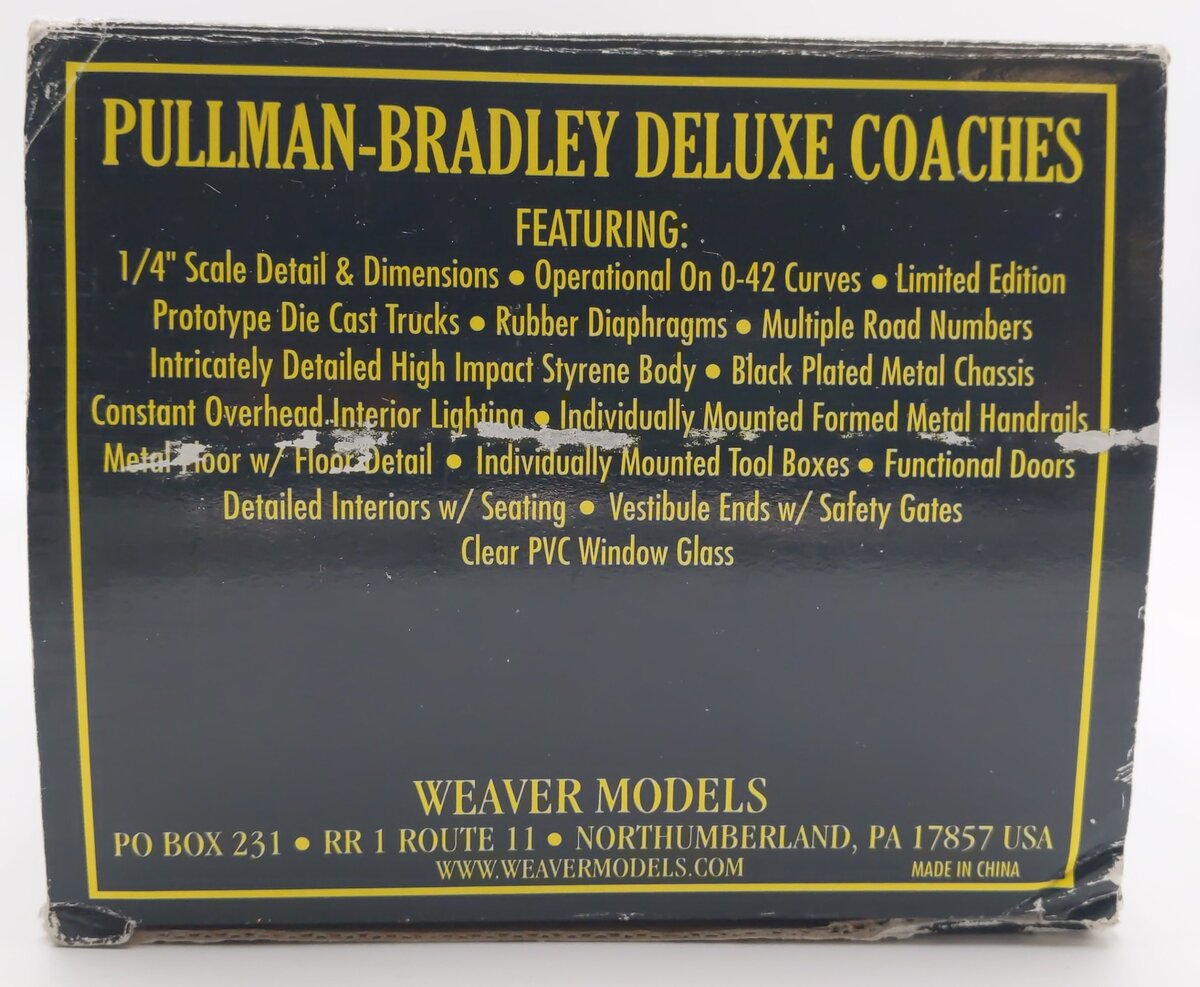 PULLMAN-BRADLEY DELUXE COACHES
FEATURING:
1/4" Scale Detail & Dimensions • Operational On 0-42 Curves • Limited Edition
Prototype Die Cast Trucks • Rubber Diaphragms • Multiple Road Numbers
Intricately Detailed High Impact Styrene Body • Black Plated Metal Chassis
Constant Overhead Interior Lighting • Individually Mounted Formed Metal Handrails
Metal Floor w/ Floor Detail • Individually Mounted Tool Boxes • Functional Doors
Detailed Interiors w/ Seating • Vestibule Ends w/ Safety Gates
Clear PVC Window Glass
WEAVER MODELS
PO BOX 231 • RR 1 ROUTE 11 • NORTHUMBERLAND, PA 17857 USA
WWW.WEAVERMODELS.COM
MADE IN CHINA